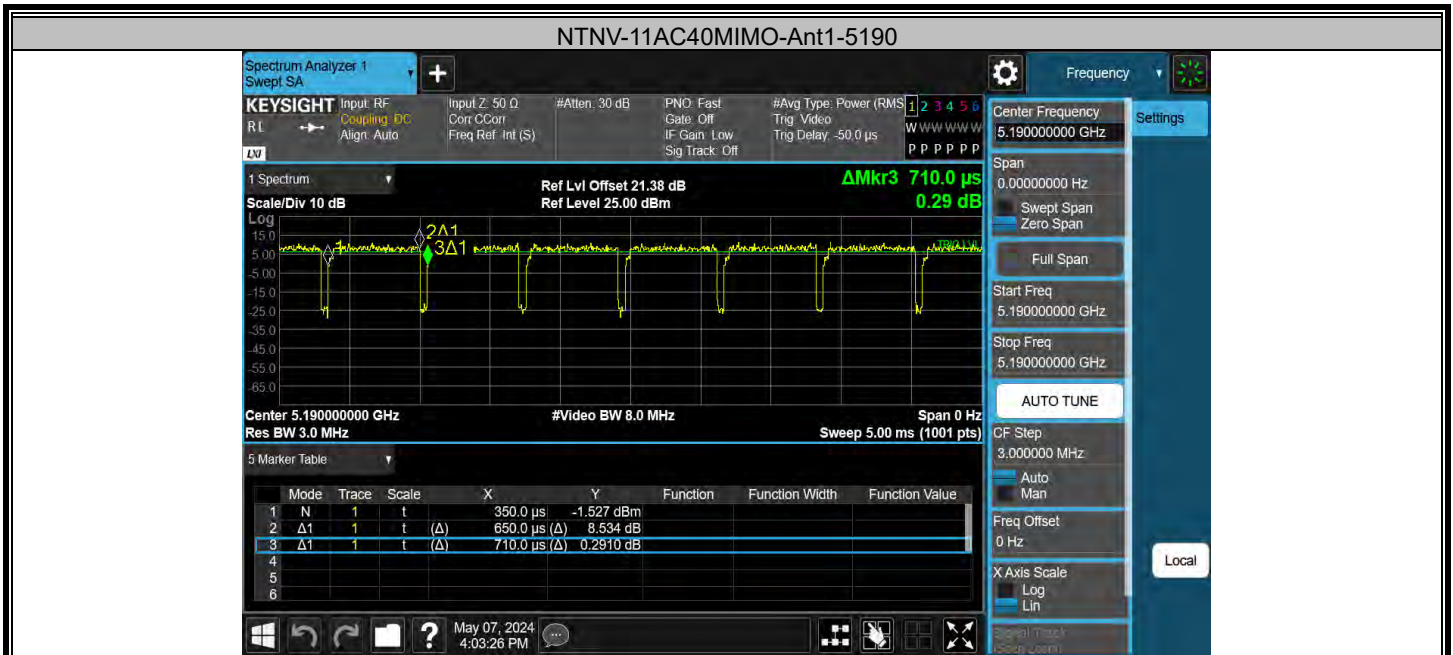 NTNV-11AC40MIMO-Ant1-5190
Spectrum Analyzer 1
Swept SA
+
Frequency
KEYSIGHT
RL
LXI
Input: RF
Coupling: DC
Align: Auto
Input Z: 50 Ω
Corr CCorr
Freq Ref: Int (S)
#Atten: 30 dB
PNO: Fast
Gate: Off
IF Gain: Low
Sig Track: Off
#Avg Type: Power (RMS
Trig: Video
Trig Delay: -50.0 µs
1 2 3 4 5 6
W W W W W W
P P P P P P
1 Spectrum
Scale/Div 10 dB
Ref Lvl Offset 21.38 dB
Ref Level 25.00 dBm
ΔMkr3 710.0 µs
0.29 dB
Log
15.0
5.00
-5.00
-15.0
-25.0
-35.0
-45.0
-55.0
-65.0
2Δ1
3Δ1
TRIG LVL
Center 5.190000000 GHz
Res BW 3.0 MHz
#Video BW 8.0 MHz
Span 0 Hz
Sweep 5.00 ms (1001 pts)
5 Marker Table
Mode Trace Scale X Y Function Function Width Function Value
1 N 1 t 350.0 µs -1.527 dBm
2 Δ1 1 t (Δ) 650.0 µs (Δ) 8.534 dB
3 Δ1 1 t (Δ) 710.0 µs (Δ) 0.2910 dB
4
5
6
Center Frequency
5.190000000 GHz
Settings
Span
0.00000000 Hz
Swept Span
Zero Span
Full Span
Start Freq
5.190000000 GHz
Stop Freq
5.190000000 GHz
AUTO TUNE
CF Step
3.000000 MHz
Auto
Man
Freq Offset
0 Hz
X Axis Scale
Log
Lin
Signal Track
(Span Zoom)
Local
?
May 07, 2024
4:03:26 PM